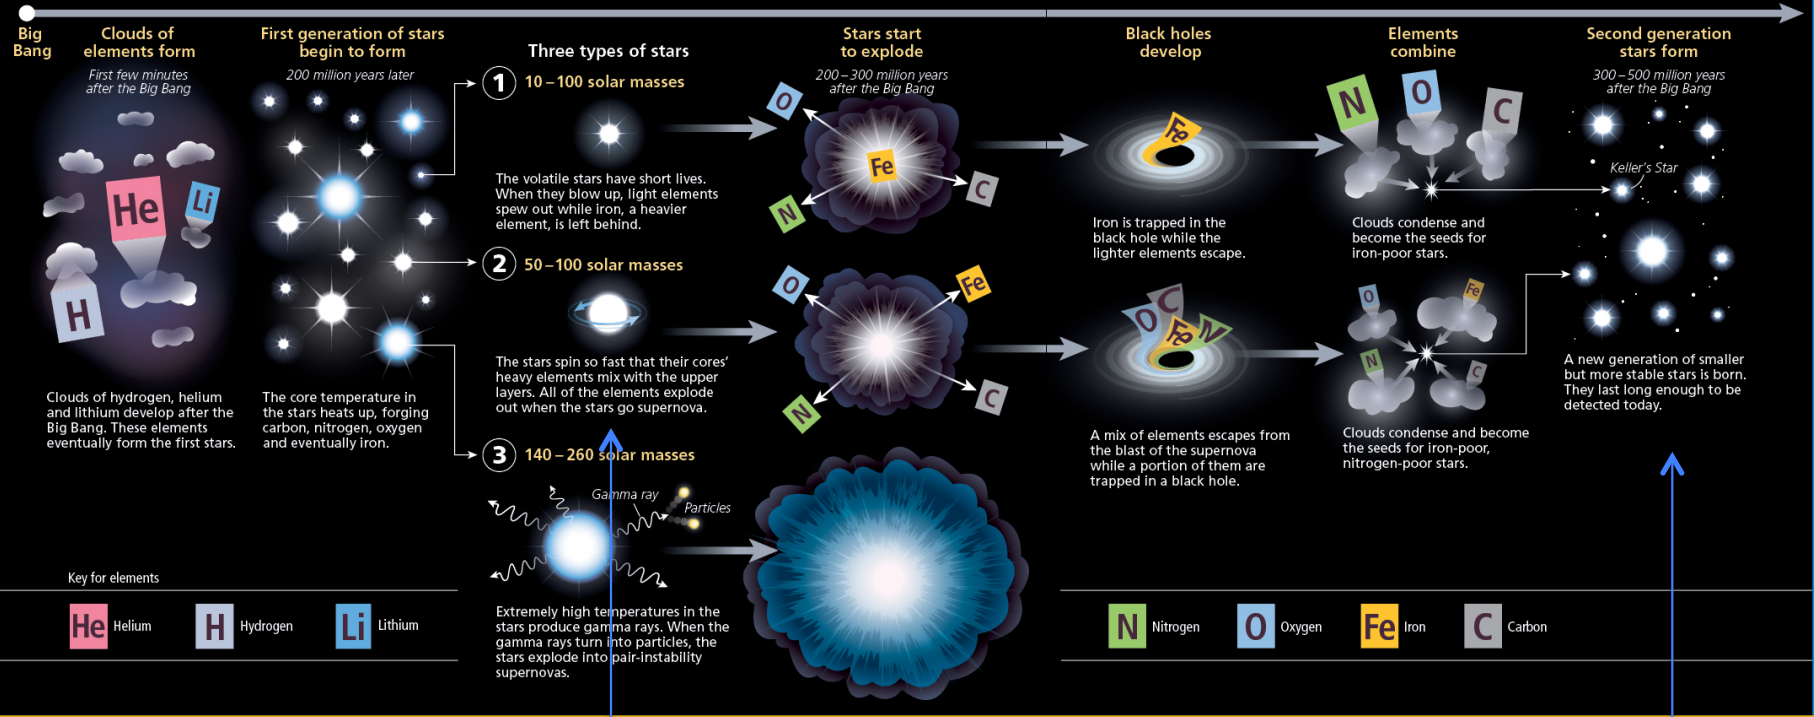 Big
Bang
Clouds of
elements form
First few minutes
after the Big Bang
He
Li
H
Clouds of hydrogen, helium
and lithium develop after the
Big Bang. These elements
eventually form the first stars.
First generation of stars
begin to form
200 million years later
The core temperature in
the stars heats up, forging
carbon, nitrogen, oxygen
and eventually iron.
Three types of stars
1
10–100 solar masses
The volatile stars have short lives.
When they blow up, light elements
spew out while iron, a heavier
element, is left behind.
2
50–100 solar masses
The stars spin so fast that their cores’
heavy elements mix with the upper
layers. All of the elements explode
out when the stars go supernova.
3
140–260 solar masses
Gamma ray
Particles
Extremely high temperatures in the
stars produce gamma rays. When the
gamma rays turn into particles, the
stars explode into pair-instability
supernovas.
Stars start
to explode
200–300 million years
after the Big Bang
O
Fe
C
N
O
Fe
N
C
Black holes
develop
Fe
Iron is trapped in the
black hole while the
lighter elements escape.
O
C
Fe
N
A mix of elements escapes from
the blast of the supernova
while a portion of them are
trapped in a black hole.
Elements
combine
N
O
C
Clouds condense and
become the seeds for
iron-poor stars.
O
Fe
N
C
Clouds condense and become
the seeds for iron-poor,
nitrogen-poor stars.
Second generation
stars form
300–500 million years
after the Big Bang
Keller’s Star
A new generation of smaller
but more stable stars is born.
They last long enough to be
detected today.
Key for elements
He Helium
H Hydrogen
Li Lithium
N Nitrogen
O Oxygen
Fe Iron
C Carbon